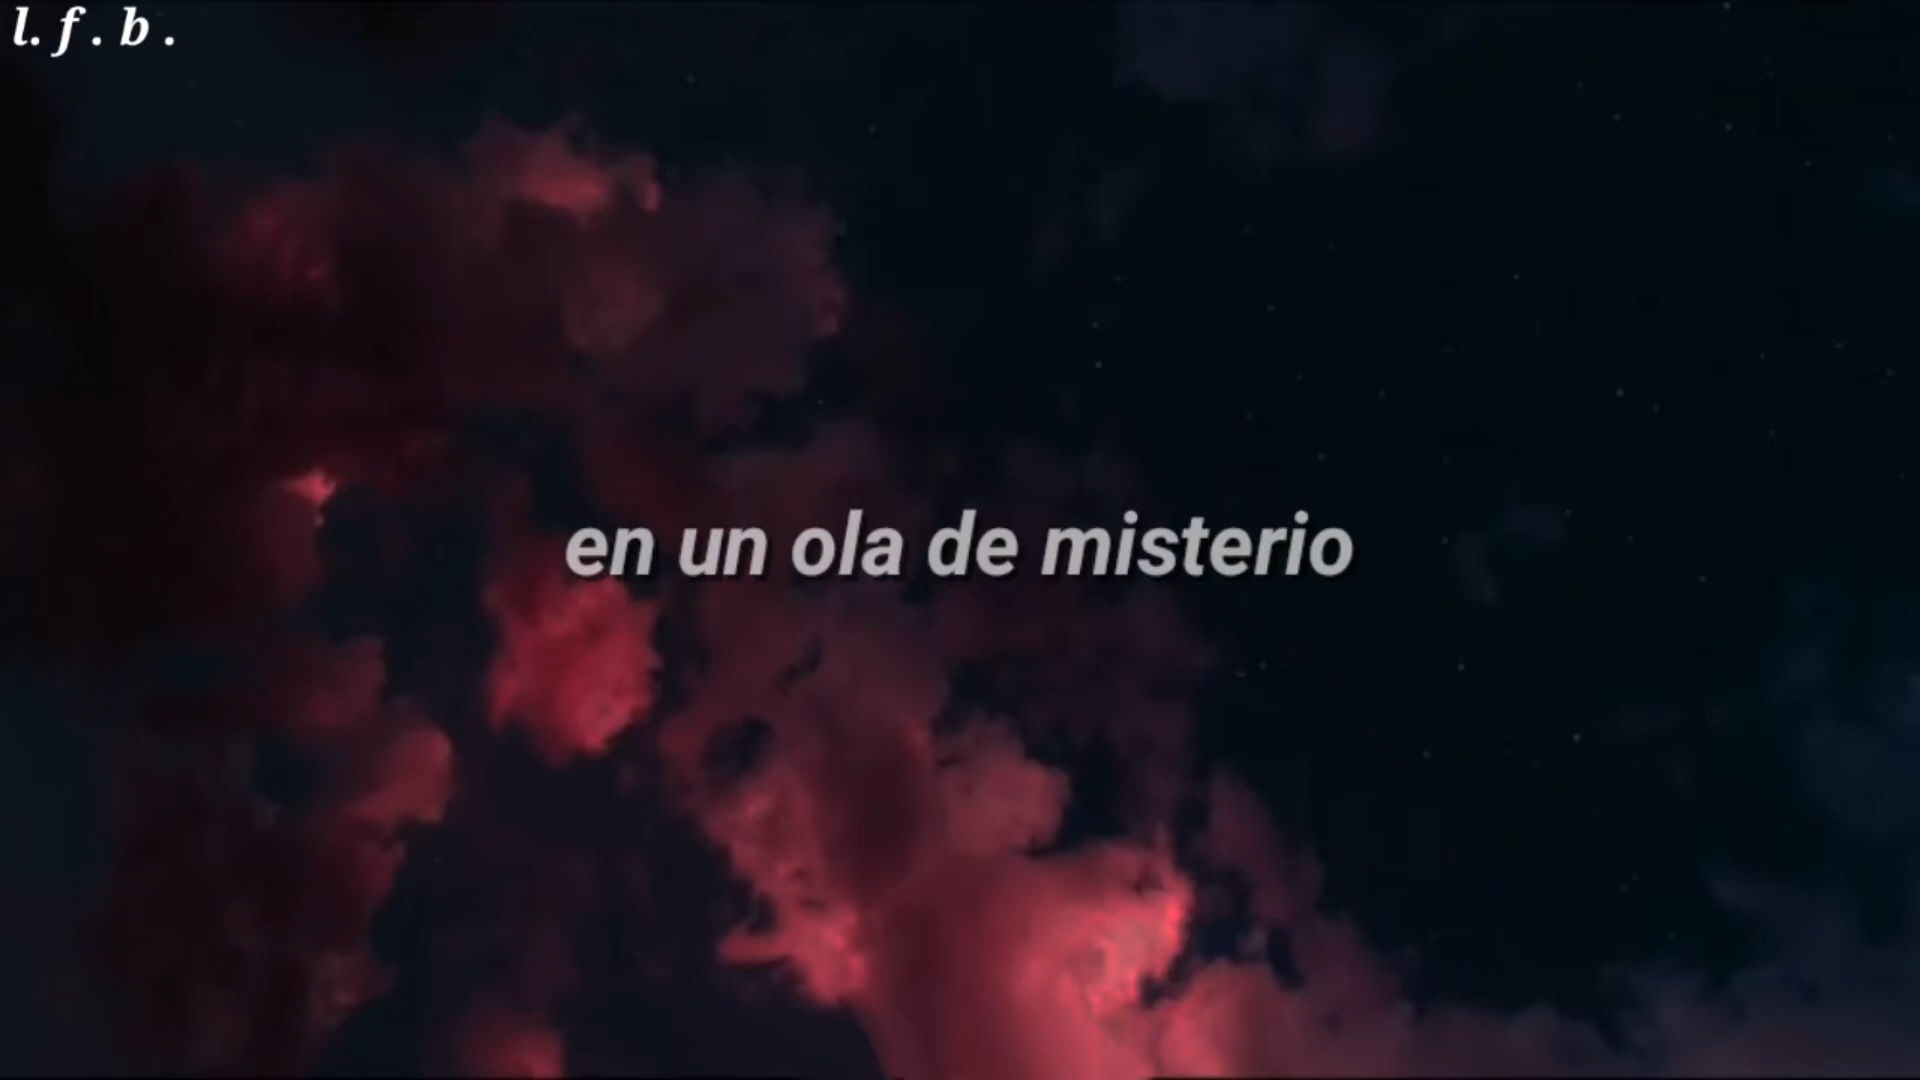 l. f. b.
en un ola de misterio